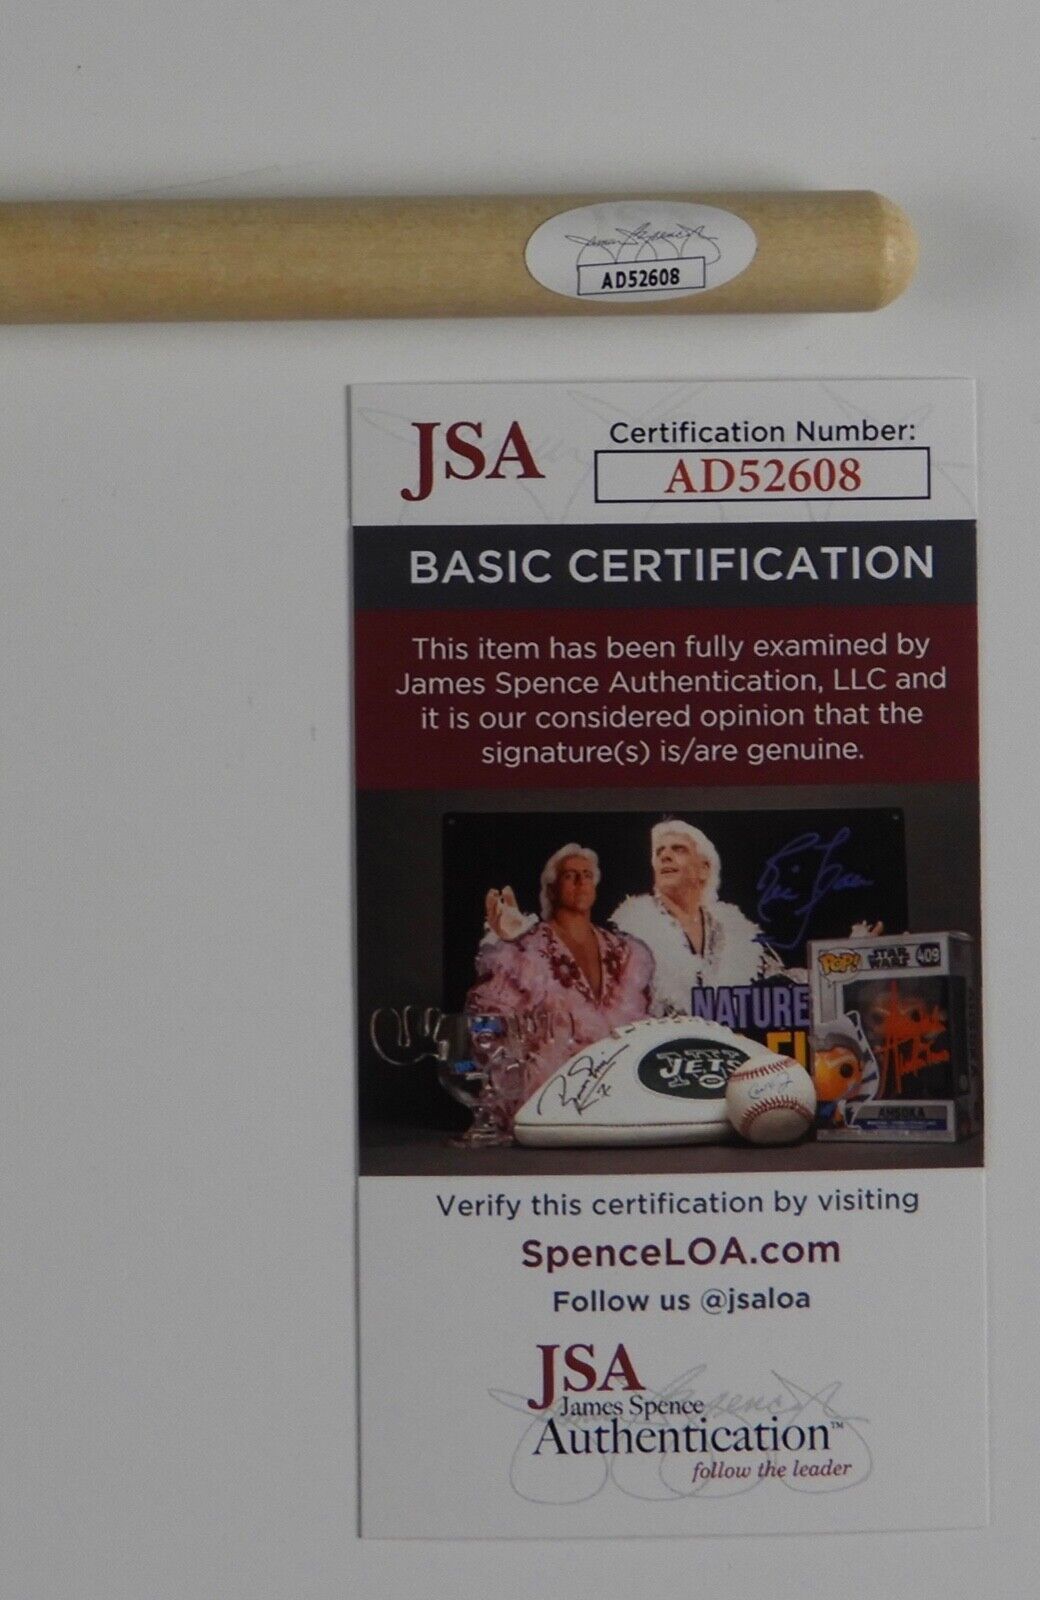 AD52608
JSA
Certification Number:
AD52608
BASIC CERTIFICATION
This item has been fully examined by
James Spence Authentication, LLC and
it is our considered opinion that the
signature(s) is/are genuine.
NATURE
POP!
STAR WARS
409
JETS
AHSOKA
Verify this certification by visiting
SpenceLOA.com
Follow us @jsaloa
JSA
James Spence
Authentication™
follow the leader